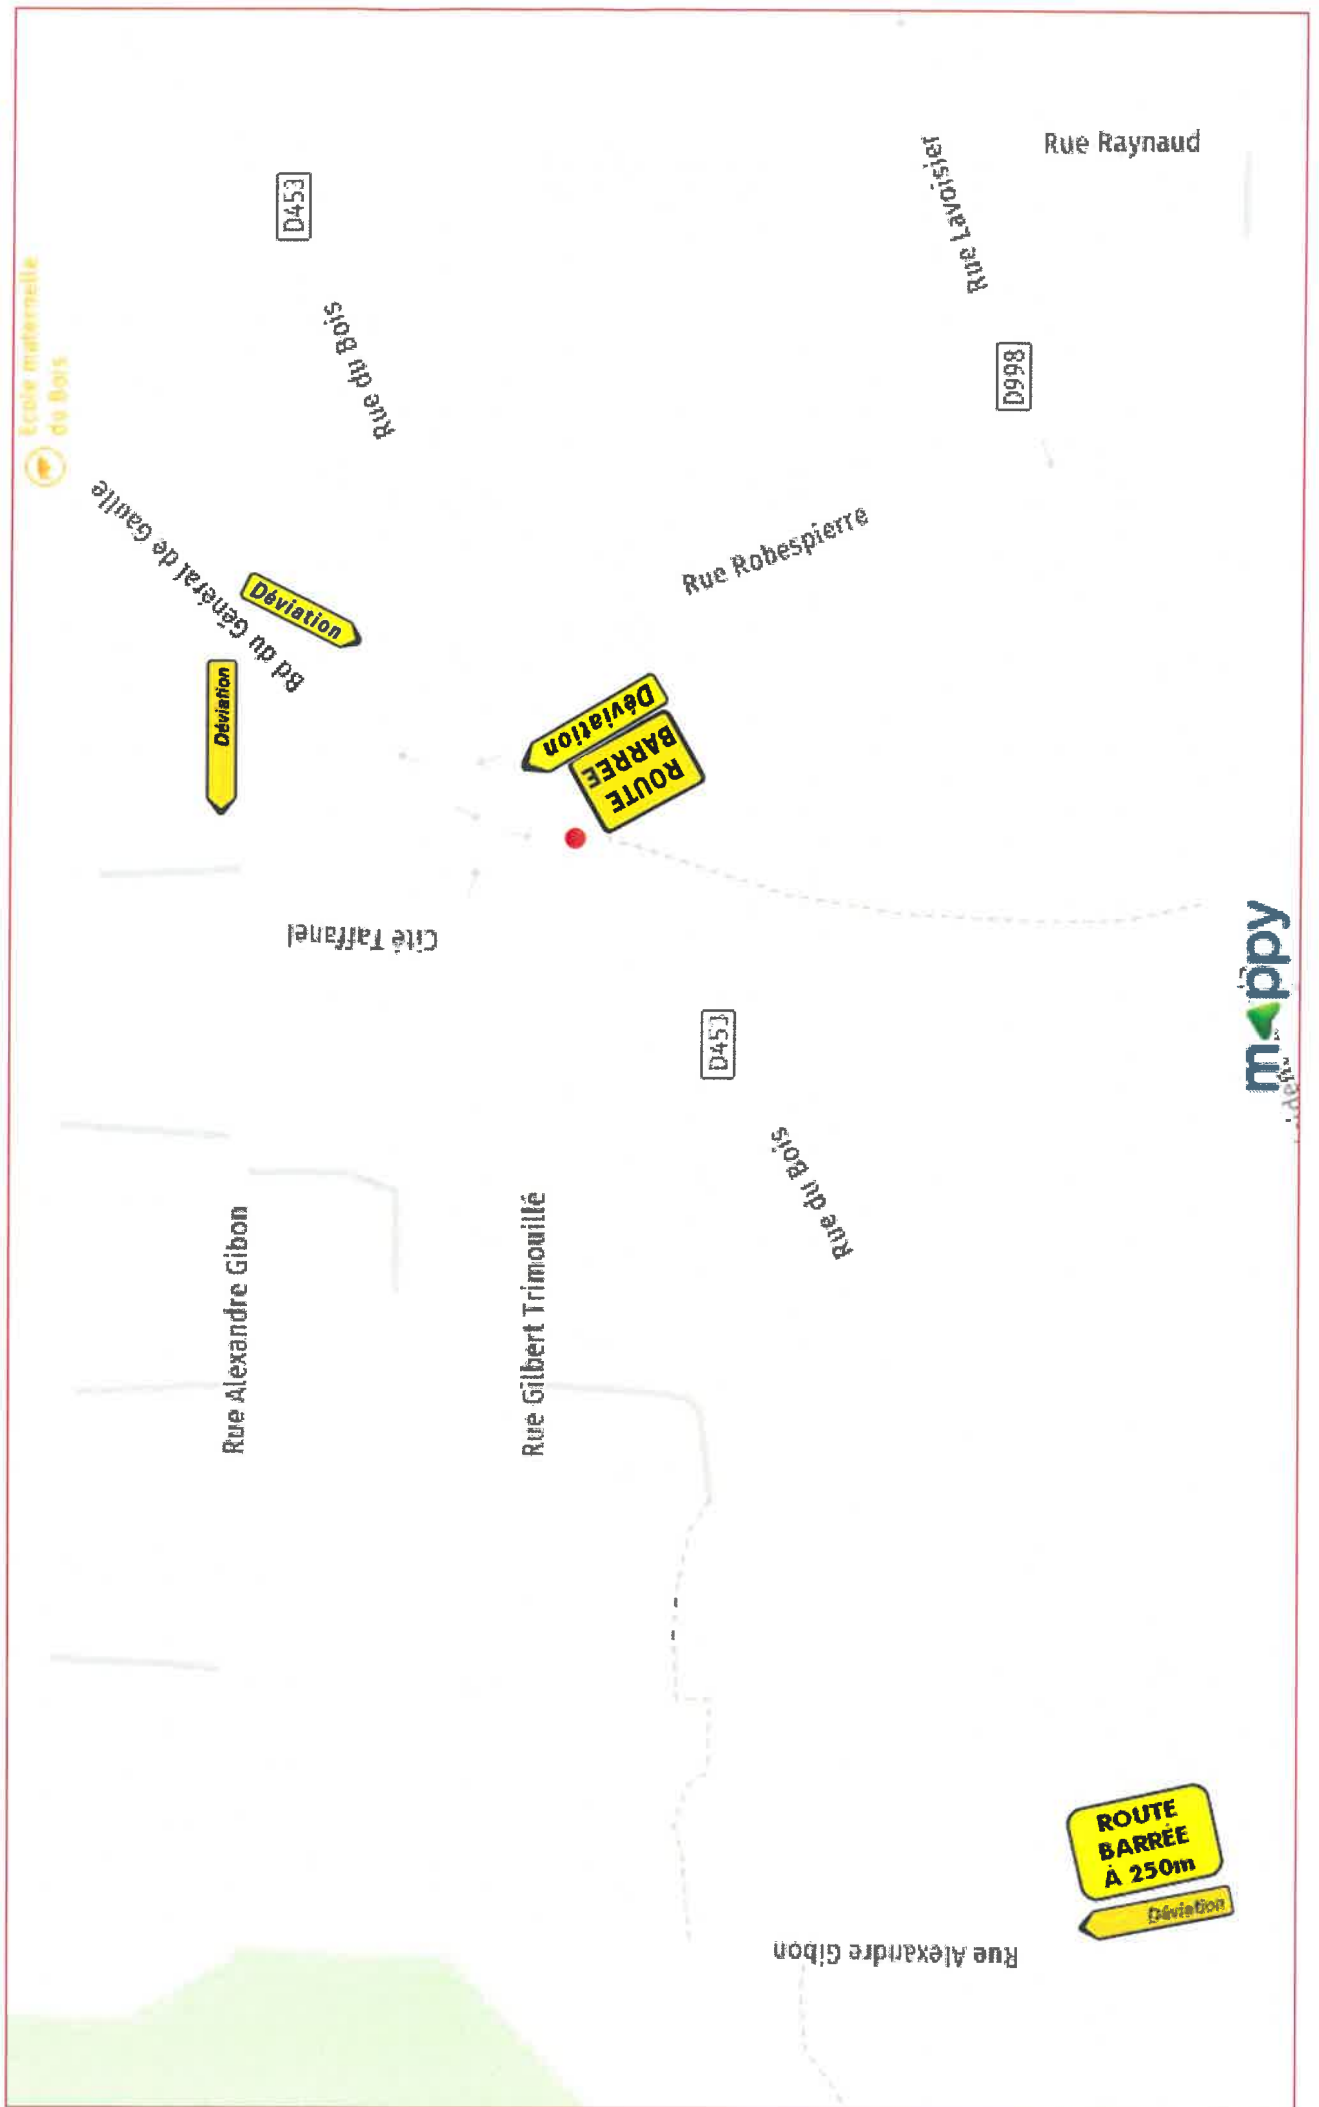 Ecole maternelle
du Bois
D453
Rue du Bois
Rue Lavoisier
Rue Raynaud
D998
Bd du Général de Gaulle
Déviation
Déviation
Rue Robespierre
Déviation
ROUTE
BARREE
Cité Taffanel
D453
Rue du Bois
mappy
Rue Alexandre Gibon
Rue Gilbert Trimouillé
ROUTE
BARRÉE
À 250m
Déviation
Rue Alexandre Gibon